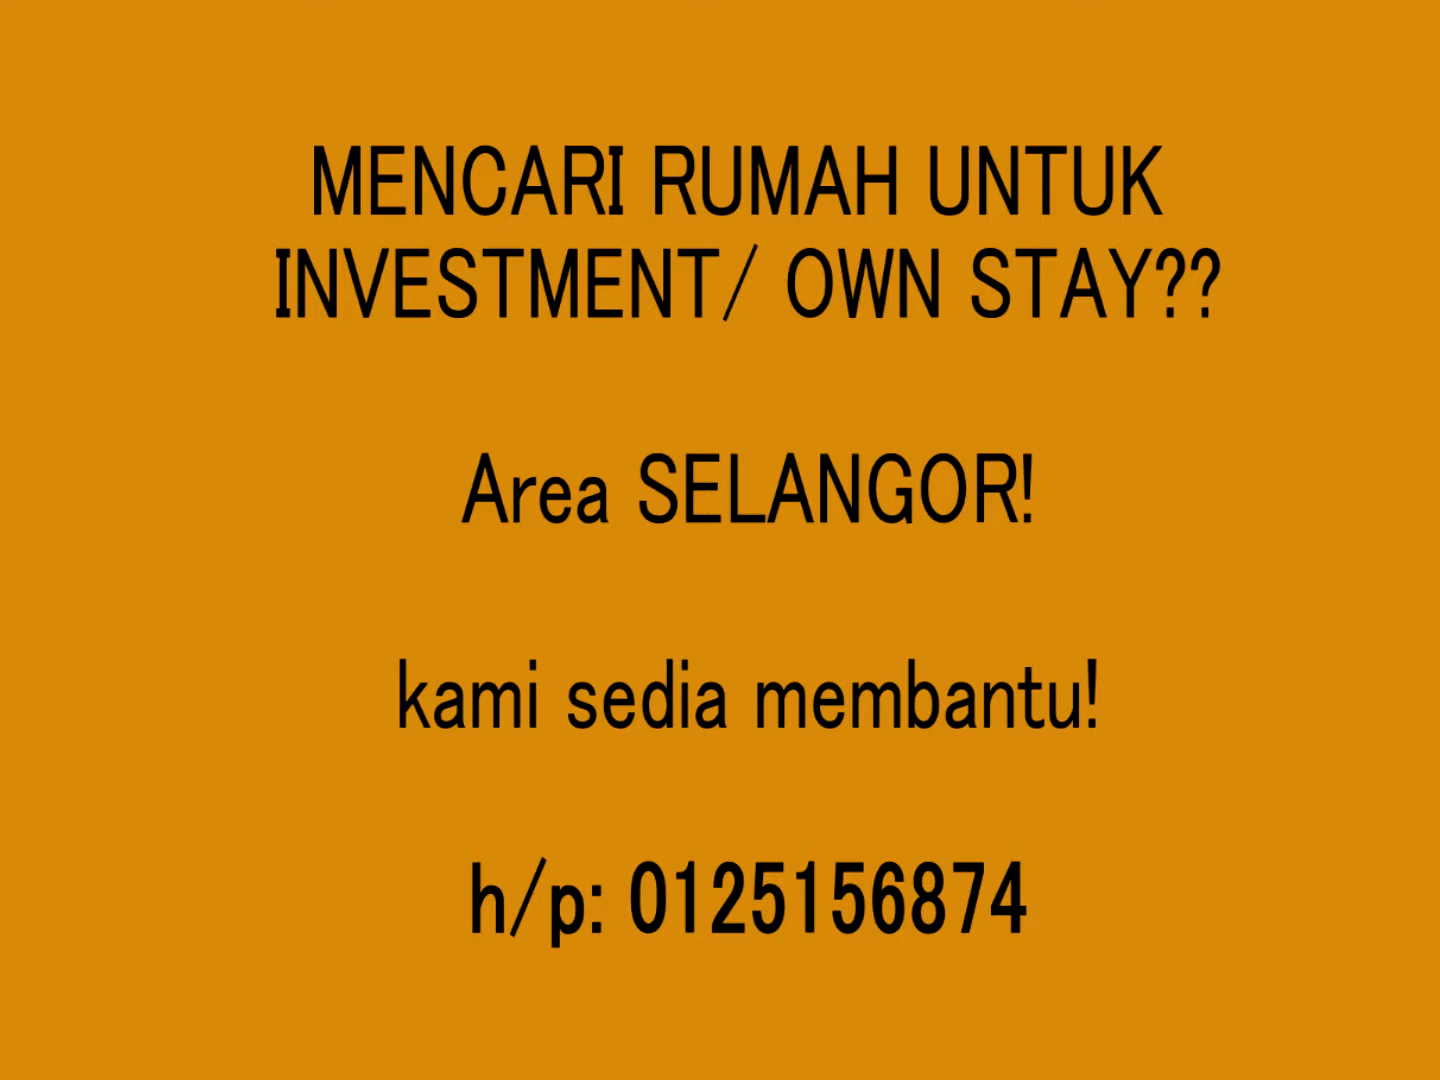 MENCARI RUMAH UNTUK
INVESTMENT/ OWN STAY??
Area SELANGOR!
kami sedia membantu!
h/p: 0125156874